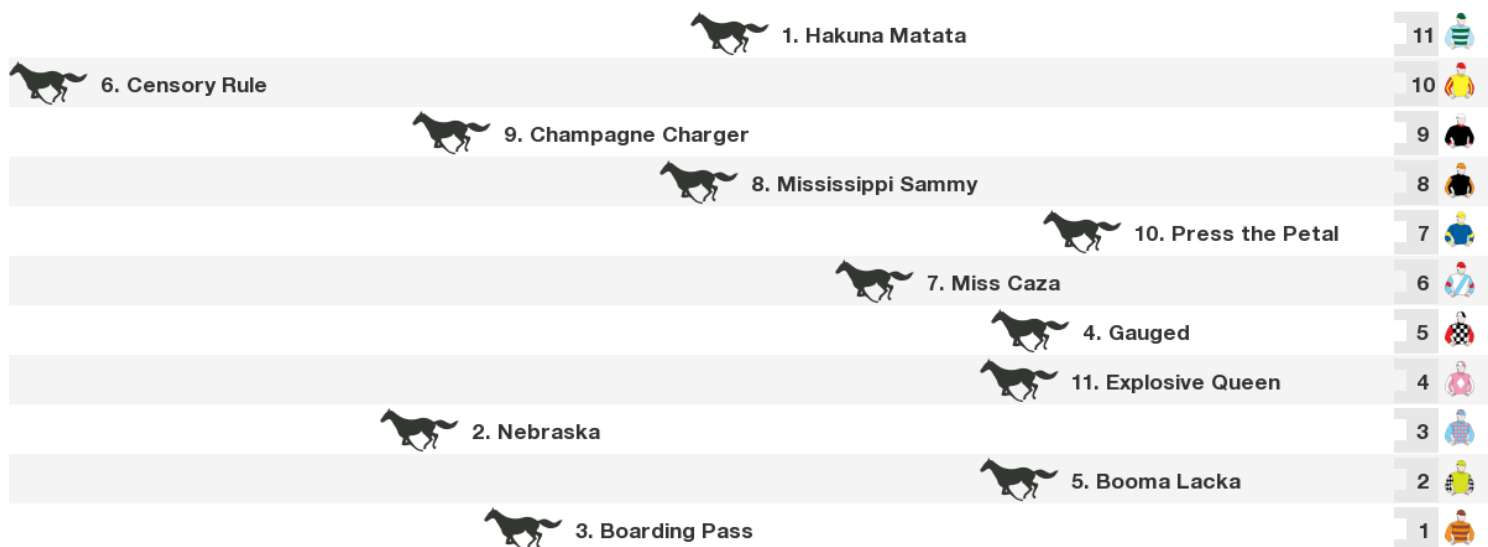 1. Hakuna Matata 11
6. Censory Rule 10
9. Champagne Charger 9
8. Mississippi Sammy 8
10. Press the Petal 7
7. Miss Caza 6
4. Gauged 5
11. Explosive Queen 4
2. Nebraska 3
5. Booma Lacka 2
3. Boarding Pass 1